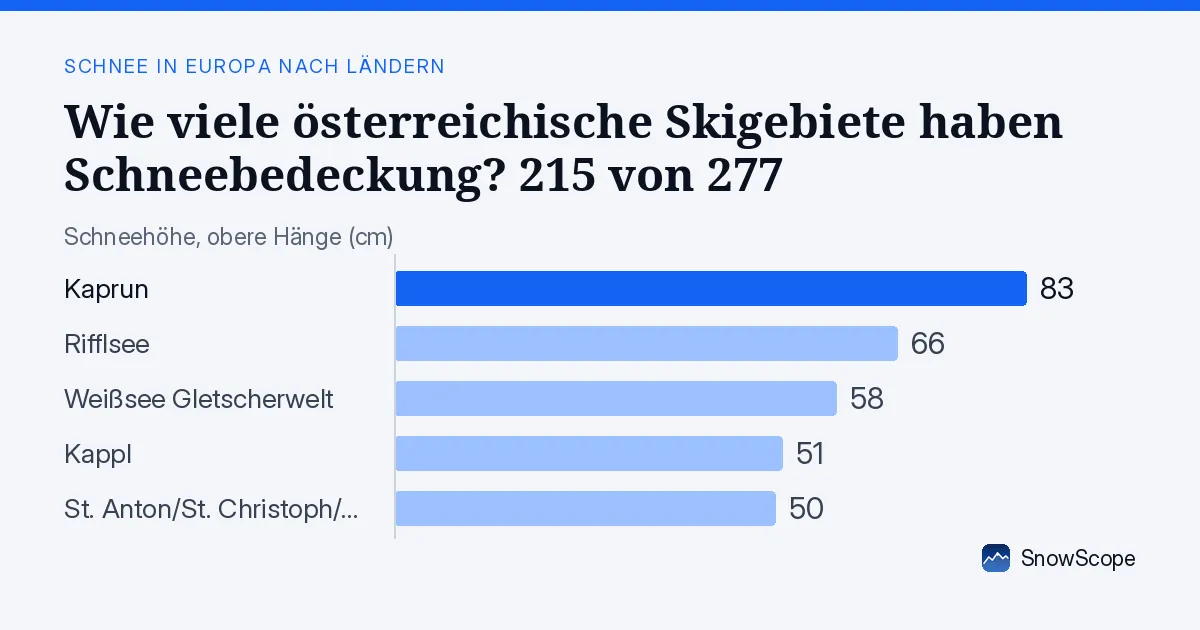 SCHNEE IN EUROPA NACH LÄNDERN
Wie viele österreichische Skigebiete haben
Schneebedeckung? 215 von 277
Schneehöhe, obere Hänge (cm)
Kaprun 83
Rifflsee 66
Weißsee Gletscherwelt 58
Kappl 51
St. Anton/St. Christoph/... 50
SnowScope